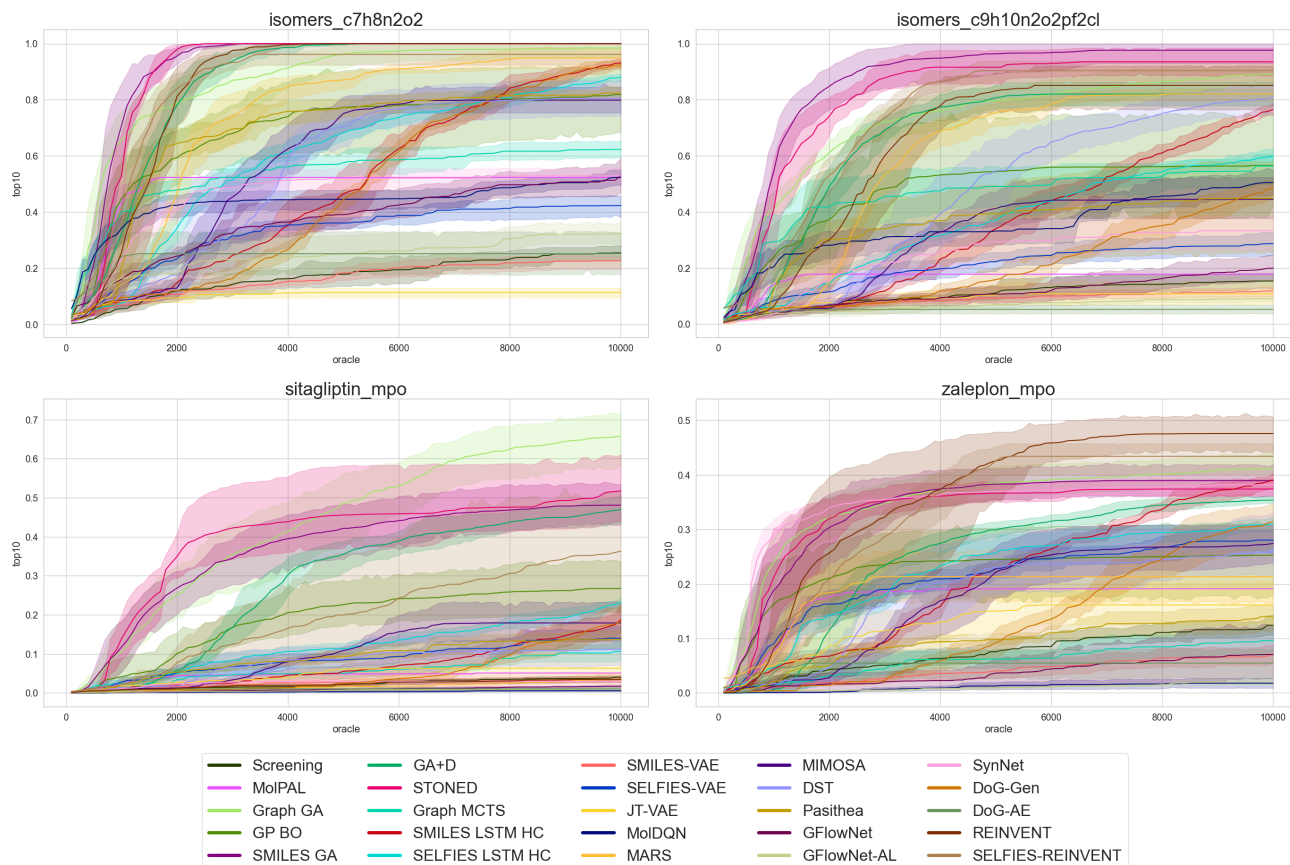 isomers_c7h8n2o2
isomers_c9h10n2o2pf2cl
1.0
0.8
0.6
0.4
0.2
0.0
top10
0
2000
4000
6000
8000
10000
oracle
1.0
0.8
0.6
0.4
0.2
0.0
top10
0
2000
4000
6000
8000
10000
oracle
sitagliptin_mpo
zaleplon_mpo
0.7
0.6
0.5
0.4
0.3
0.2
0.1
0.0
top10
0
2000
4000
6000
8000
10000
oracle
0.5
0.4
0.3
0.2
0.1
0.0
top10
0
2000
4000
6000
8000
10000
oracle
Screening
MolPAL
Graph GA
GP BO
SMILES GA
GA+D
STONED
Graph MCTS
SMILES LSTM HC
SELFIES LSTM HC
SMILES-VAE
SELFIES-VAE
JT-VAE
MolDQN
MARS
MIMOSA
DST
Pasithea
GFlowNet
GFlowNet-AL
SynNet
DoG-Gen
DoG-AE
REINVENT
SELFIES-REINVENT